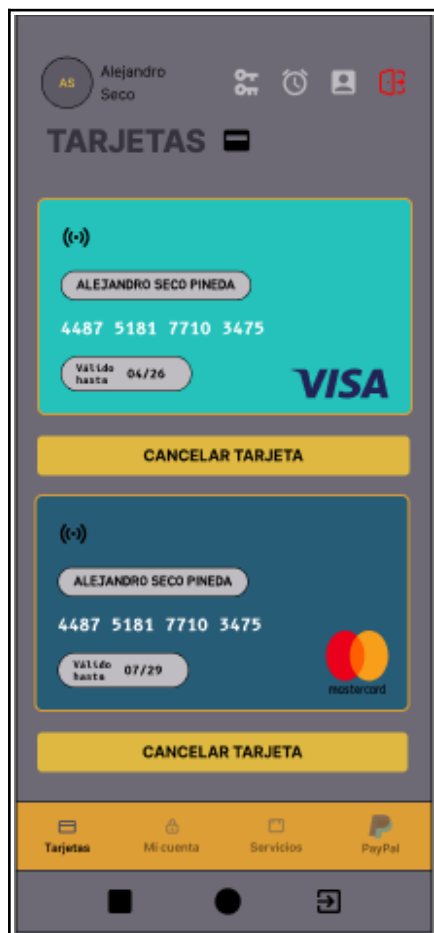 AS
Alejandro
Seco
TARJETAS
ALEJANDRO SECO PINEDA
4487 5181 7710 3475
Válido
hasta 04/26
VISA
CANCELAR TARJETA
ALEJANDRO SECO PINEDA
4487 5181 7710 3475
Válido
hasta 07/29
mastercard
CANCELAR TARJETA
Tarjetas Mi cuenta Servicios PayPal